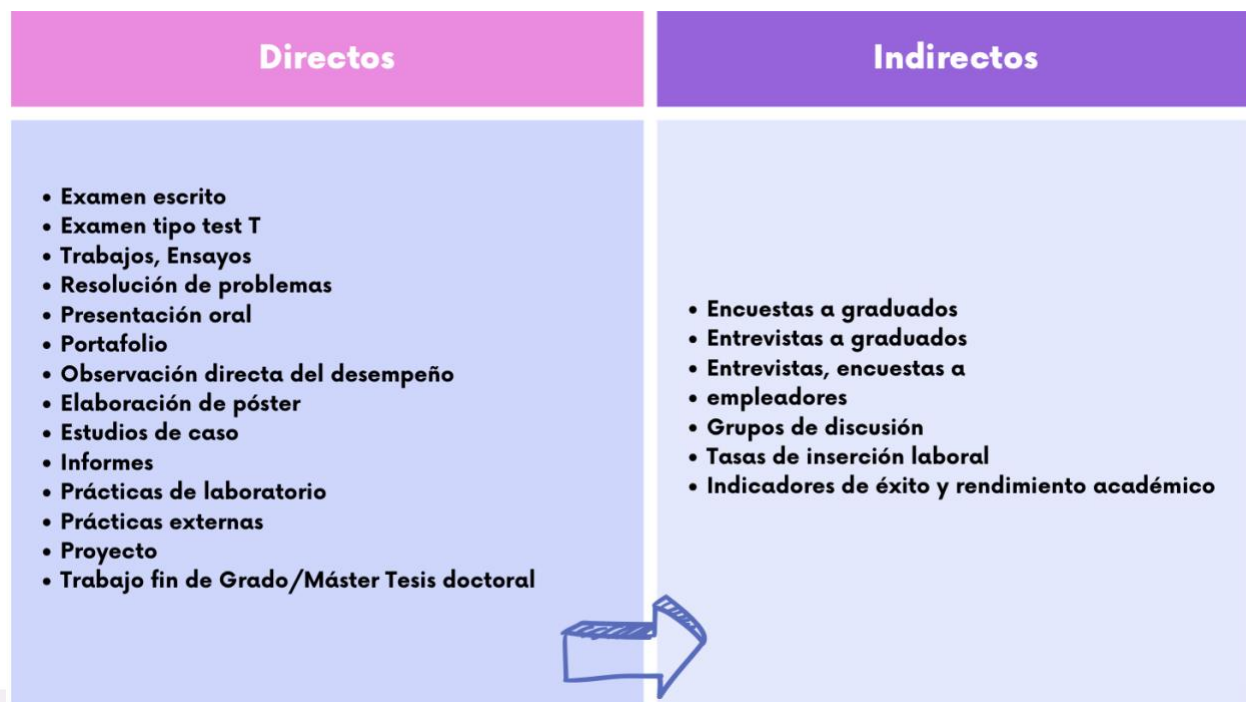 Directos
• Examen escrito
• Examen tipo test T
• Trabajos, Ensayos
• Resolución de problemas
• Presentación oral
• Portafolio
• Observación directa del desempeño
• Elaboración de póster
• Estudios de caso
• Informes
• Prácticas de laboratorio
• Prácticas externas
• Proyecto
• Trabajo fin de Grado/Máster Tesis doctoral
Indirectos
• Encuestas a graduados
• Entrevistas a graduados
• Entrevistas, encuestas a
• empleadores
• Grupos de discusión
• Tasas de inserción laboral
• Indicadores de éxito y rendimiento académico